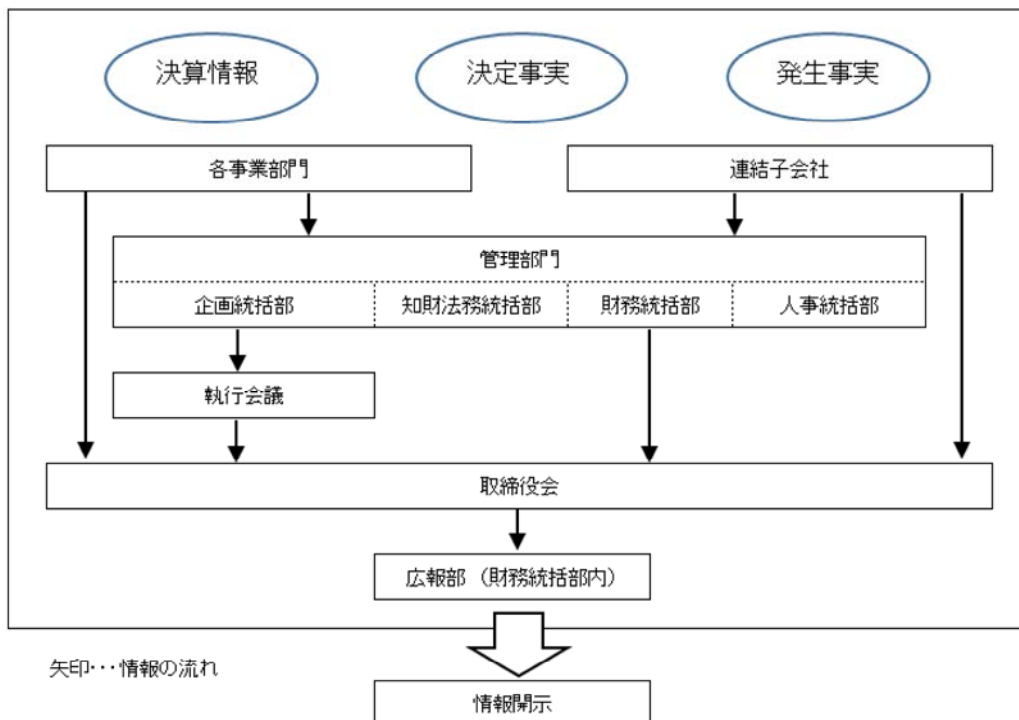 決算情報
決定事実
発生事実
各事業部門
連結子会社
管理部門
企画統括部
知財法務統括部
財務統括部
人事統括部
執行会議
取締役会
広報部（財務統括部内）
矢印・・・情報の流れ
情報開示